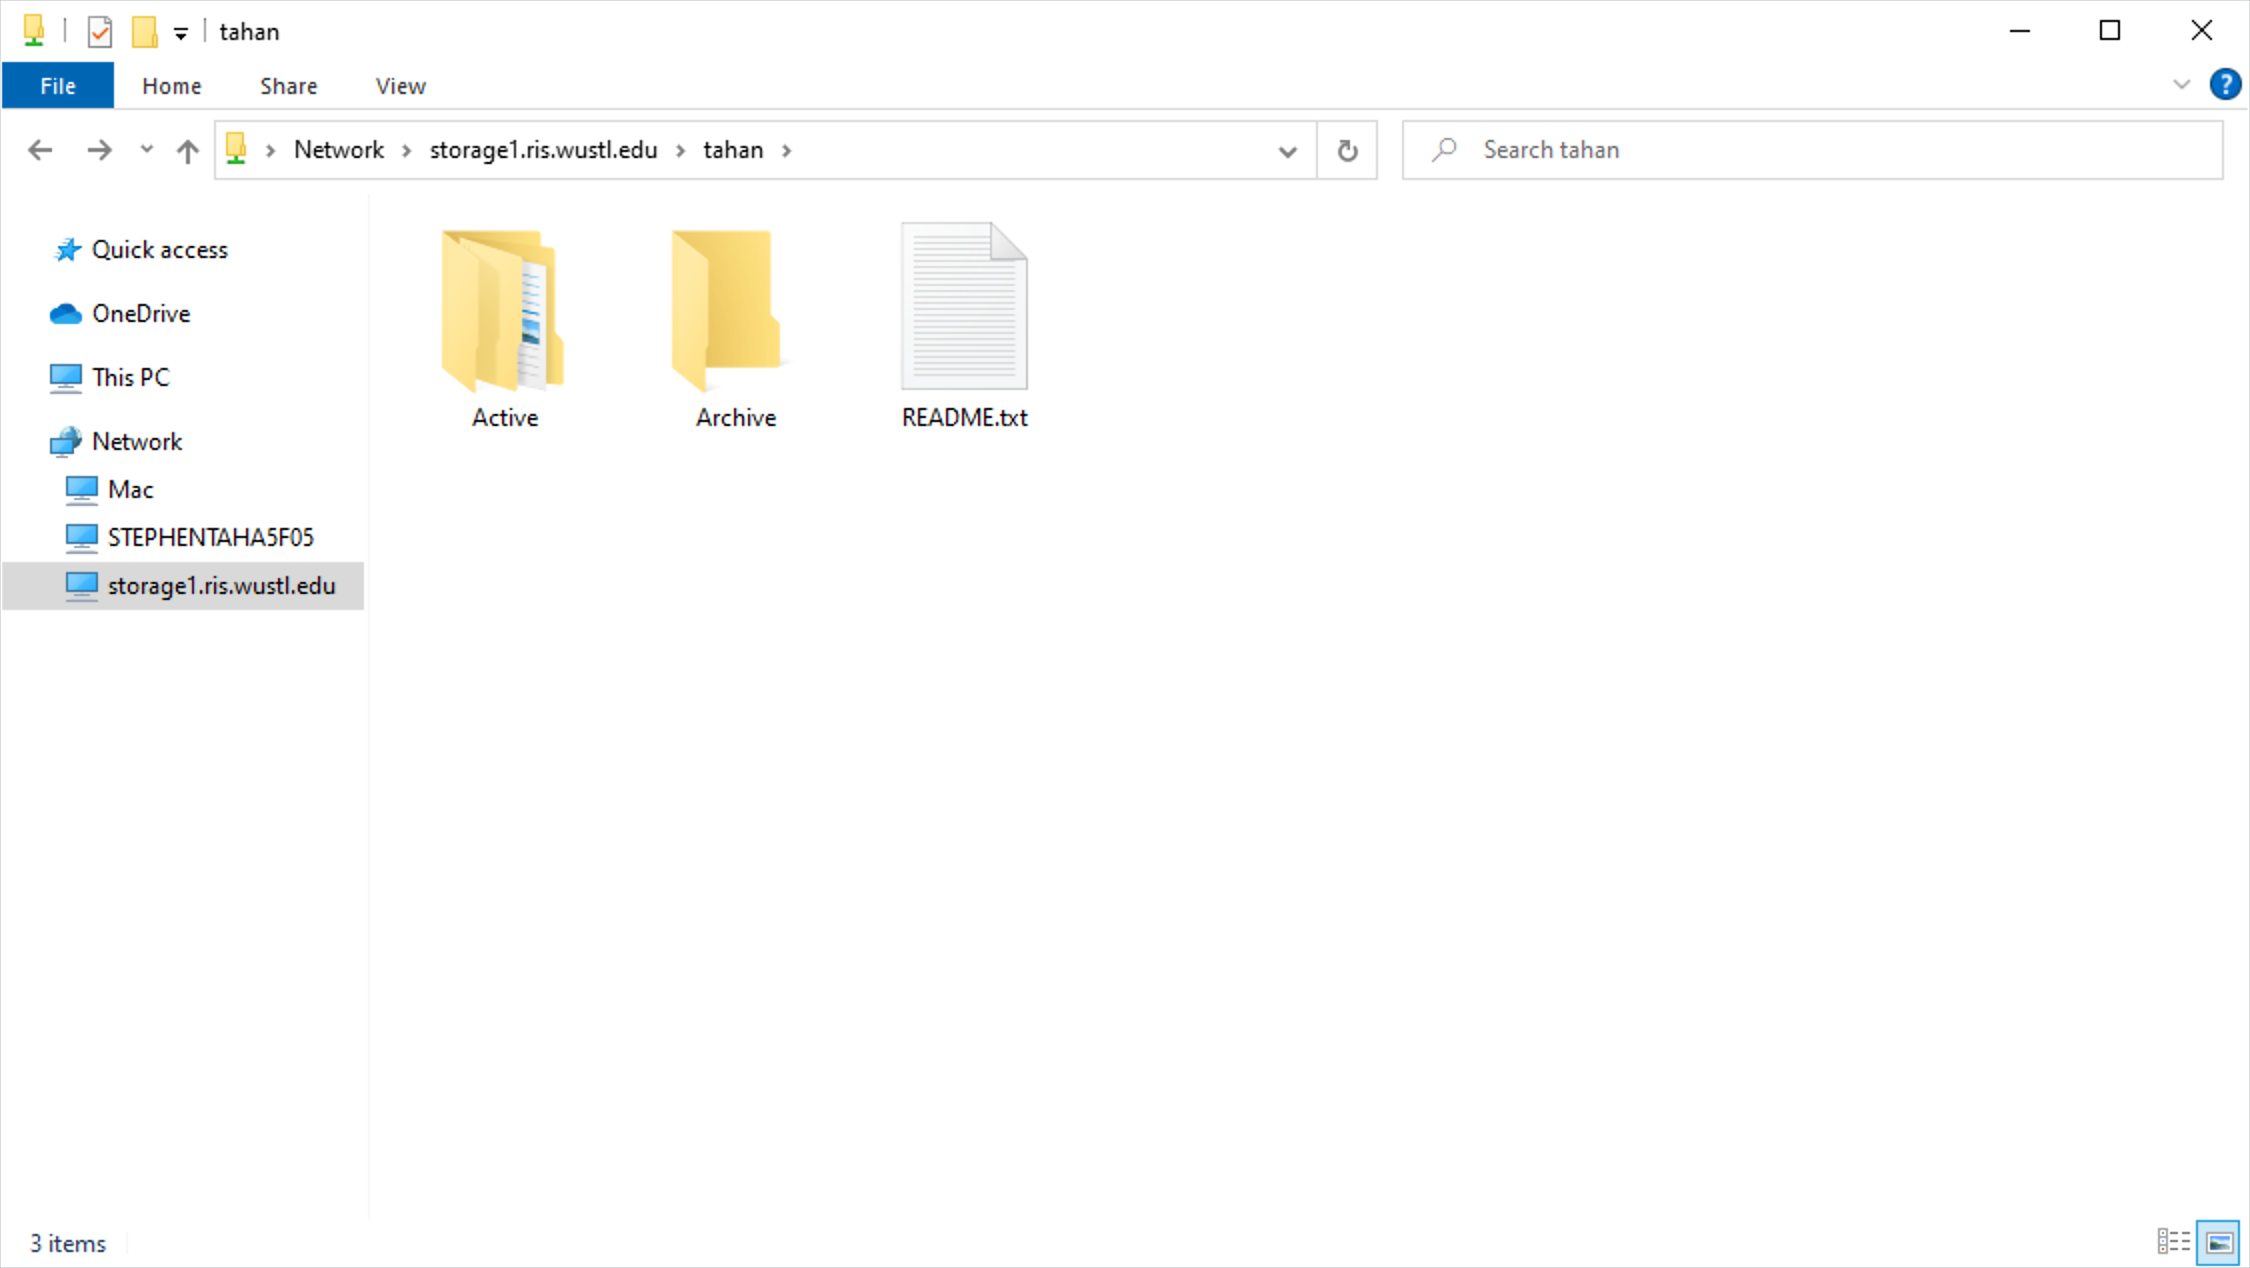 tahan
File Home Share View ?
Network storage1.ris.wustl.edu tahan Search tahan
Quick access
OneDrive
This PC
Network
Mac
STEPHENTAHA5F05
storage1.ris.wustl.edu
Active Archive README.txt
3 items